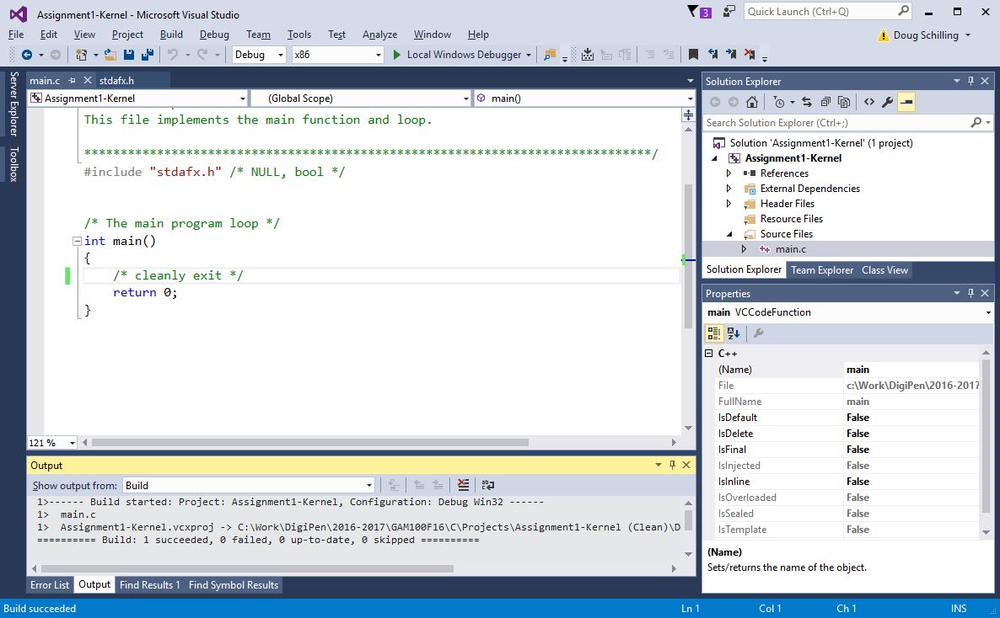 Assignment1-Kernel - Microsoft Visual Studio
3
Quick Launch (Ctrl+Q)
File Edit View Project Build Debug Team Tools Test Analyze Window Help
Doug Schilling
Debug x86 Local Windows Debugger
Server Explorer
Toolbox
main.c stdafx.h
Assignment1-Kernel (Global Scope) main()
This file implements the main function and loop.
******************************************************************************/
#include "stdafx.h" /* NULL, bool */
/* The main program loop */
int main()
{
/* cleanly exit */
return 0;
}
121 %
Output
Show output from: Build
1>------ Build started: Project: Assignment1-Kernel, Configuration: Debug Win32 ------
1> main.c
1> Assignment1-Kernel.vcxproj -> C:\Work\DigiPen\2016-2017\GAM100F16\C\Projects\Assignment1-Kernel (Clean)\D
========== Build: 1 succeeded, 0 failed, 0 up-to-date, 0 skipped ==========
Error List Output Find Results 1 Find Symbol Results
Solution Explorer
Search Solution Explorer (Ctrl+;)
Solution 'Assignment1-Kernel' (1 project)
Assignment1-Kernel
References
External Dependencies
Header Files
Resource Files
Source Files
main.c
Solution Explorer Team Explorer Class View
Properties
main VCCodeFunction
C++
(Name) main
File c:\Work\DigiPen\2016-2017
FullName main
IsDefault False
IsDelete False
IsFinal False
IsInjected False
IsInline False
IsOverloaded False
IsSealed False
IsTemplate False
(Name)
Sets/returns the name of the object.
Build succeeded Ln 1 Col 1 Ch 1 INS